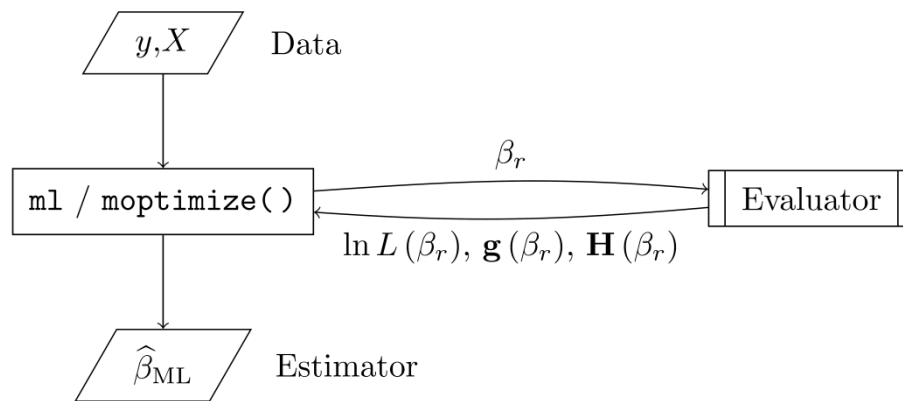 y,X Data
β_r
ml / moptimize() Evaluator
ln L (β_r), g (β_r), H (β_r)
β̂_ML Estimator